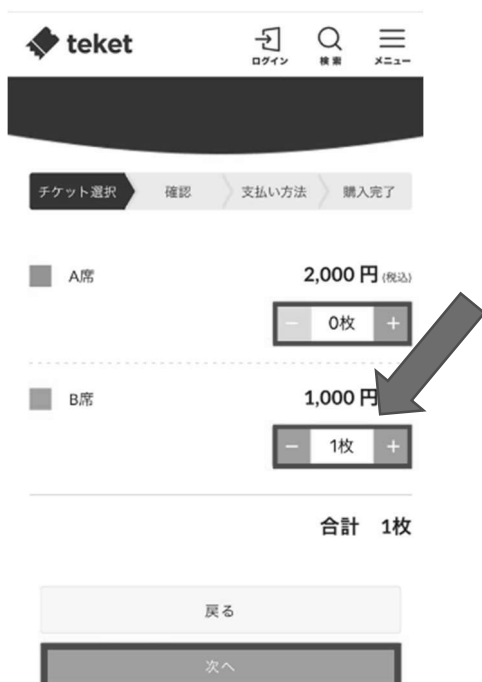 teket
ログイン 検索 メニュー
チケット選択 確認 支払い方法 購入完了
A席 2,000 円 (税込)
− 0枚 +
B席 1,000 円
− 1枚 +
合計 1枚
戻る
次へ